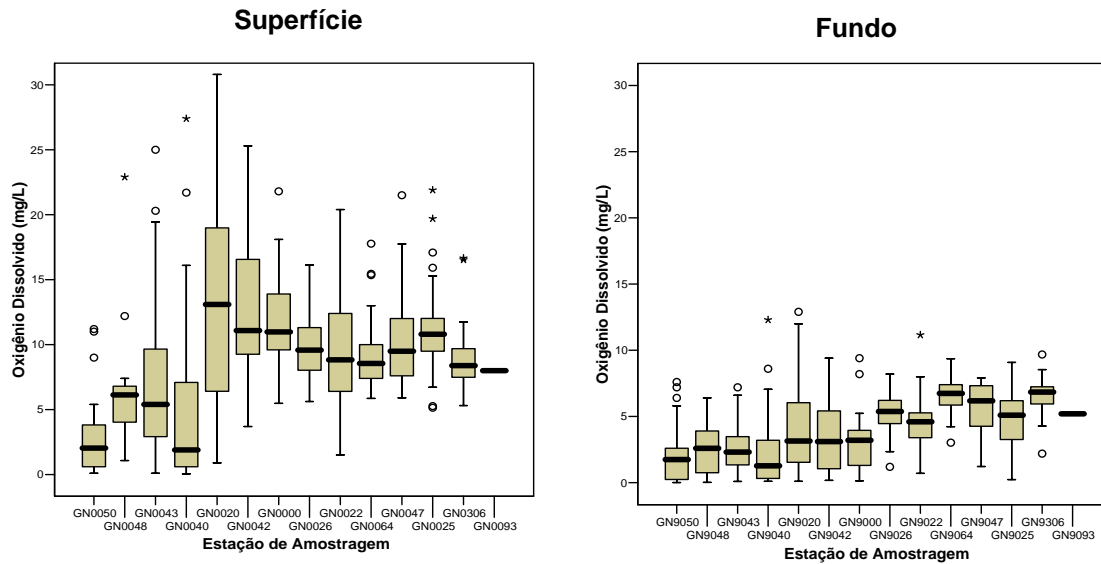 Superfície
Oxigênio Dissolvido (mg/L)
30
25
20
15
10
5
0
GN0050 GN0043 GN0020 GN0000 GN0022 GN0047 GN0306
GN0048 GN0040 GN0042 GN0026 GN0064 GN0025 GN0093
Estação de Amostragem
Fundo
Oxigênio Dissolvido (mg/L)
30
25
20
15
10
5
0
GN9050 GN9043 GN9020 GN9000 GN9022 GN9047 GN9306
GN9048 GN9040 GN9042 GN9026 GN9064 GN9025 GN9093
Estação de Amostragem